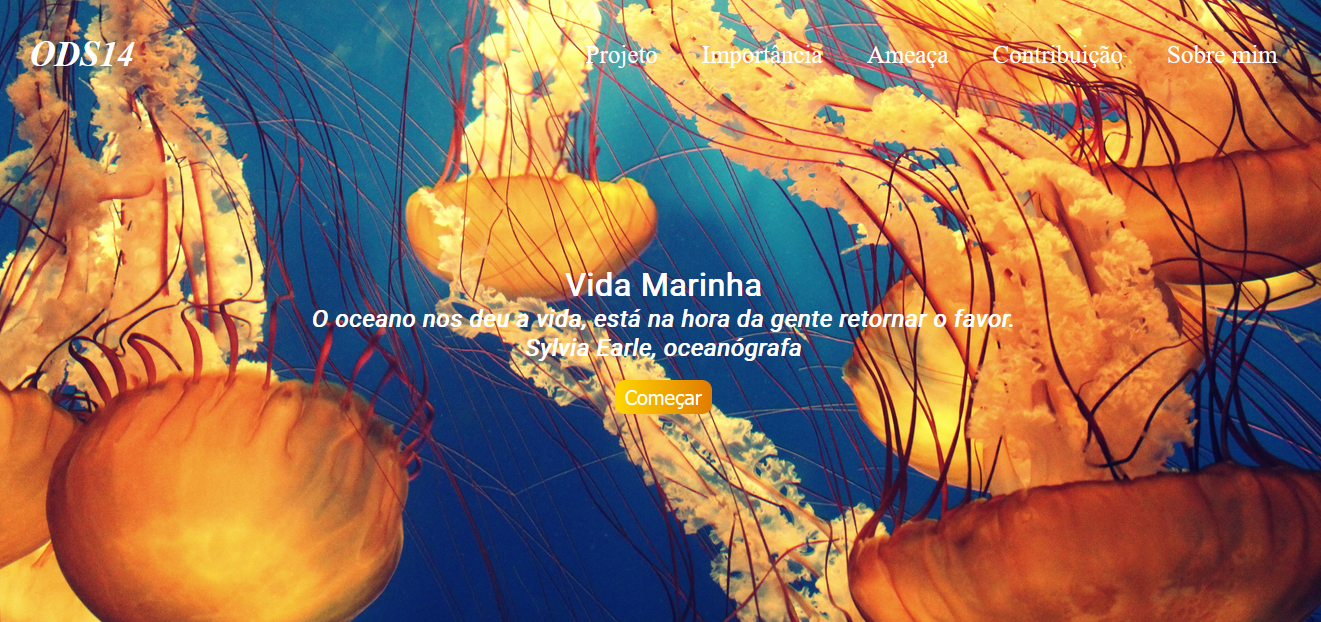 ODS14 Projeto Importância Ameaça Contribuição Sobre mim
Vida Marinha
O oceano nos deu a vida, está na hora da gente retornar o favor.
Sylvia Earle, oceanógrafa
Começar